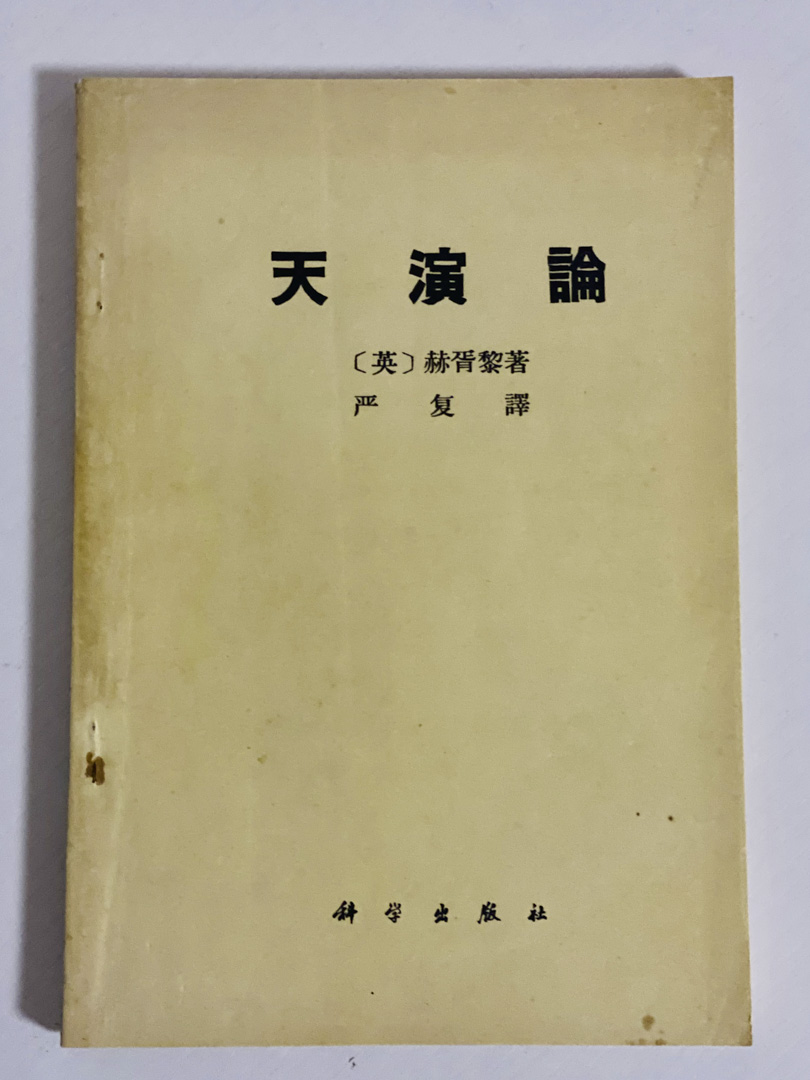 天演論
〔英〕赫胥黎著
严复譯
科学出版社